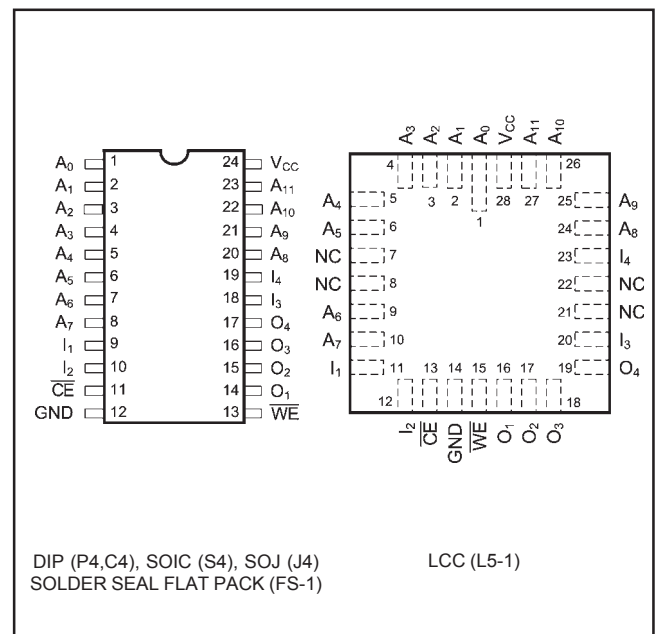 A0 1 24 VCC
A1 2 23 A11
A2 3 22 A10
A3 4 21 A9
A4 5 20 A8
A5 6 19 I4
A6 7 18 I3
A7 8 17 O4
I1 9 16 O3
I2 10 15 O2
CE 11 14 O1
GND 12 13 WE
A3 A2 A1 A0 VCC A11 A10
4 3 2 1 28 27 26
A4 5 25 A9
A5 6 24 A8
NC 7 23 I4
NC 8 22 NC
A6 9 21 NC
A7 10 20 I3
I1 11 19 O4
12 13 14 15 16 17 18
I2 CE GND WE O1 O2 O3
DIP (P4,C4), SOIC (S4), SOJ (J4)
SOLDER SEAL FLAT PACK (FS-1)
LCC (L5-1)